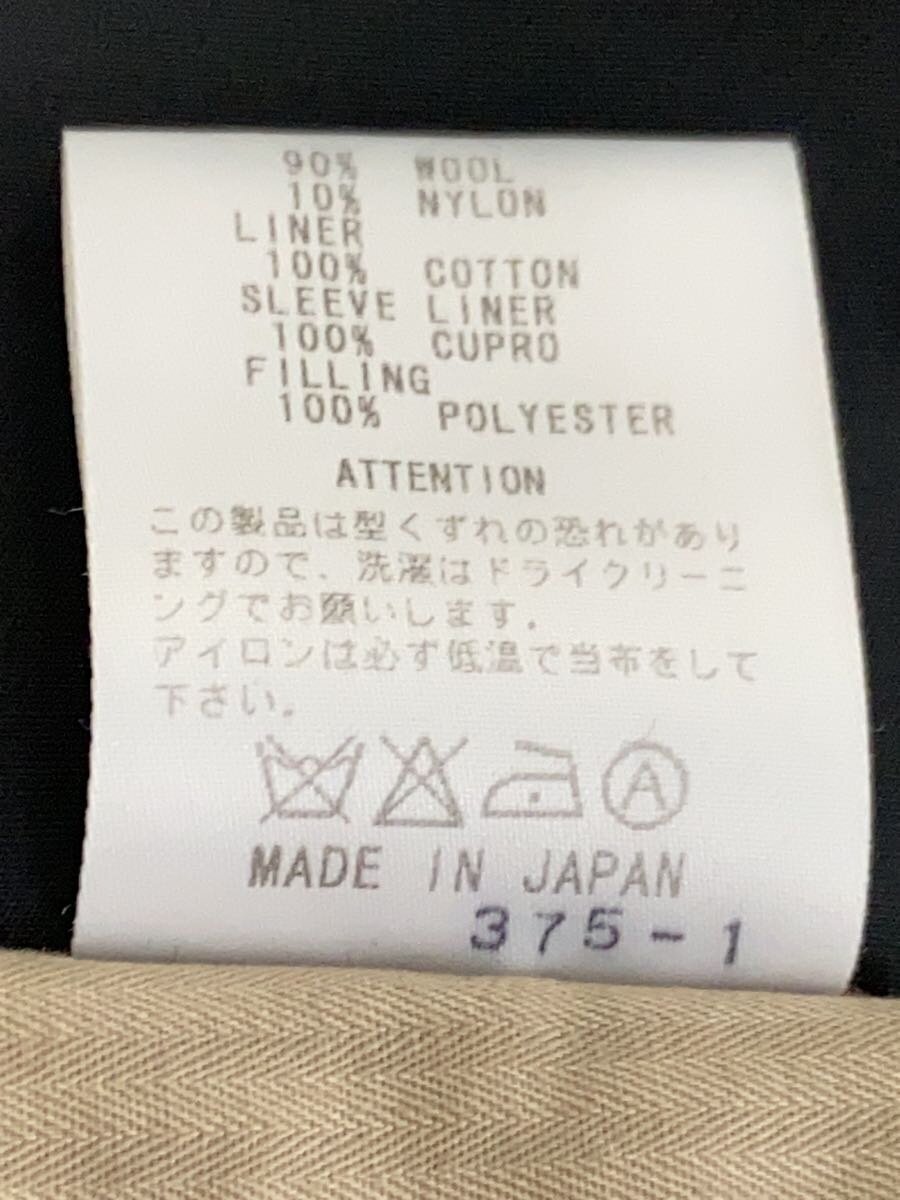 90% WOOL
10% NYLON
LINER
100% COTTON
SLEEVE LINER
100% CUPRO
FILLING
100% POLYESTER
ATTENTION
この製品は型くずれの恐れがあり
ますので、洗濯はドライクリーニ
ングでお願いします.
アイロンは必ず低温で当布をして
下さい.
A
MADE IN JAPAN
375-1